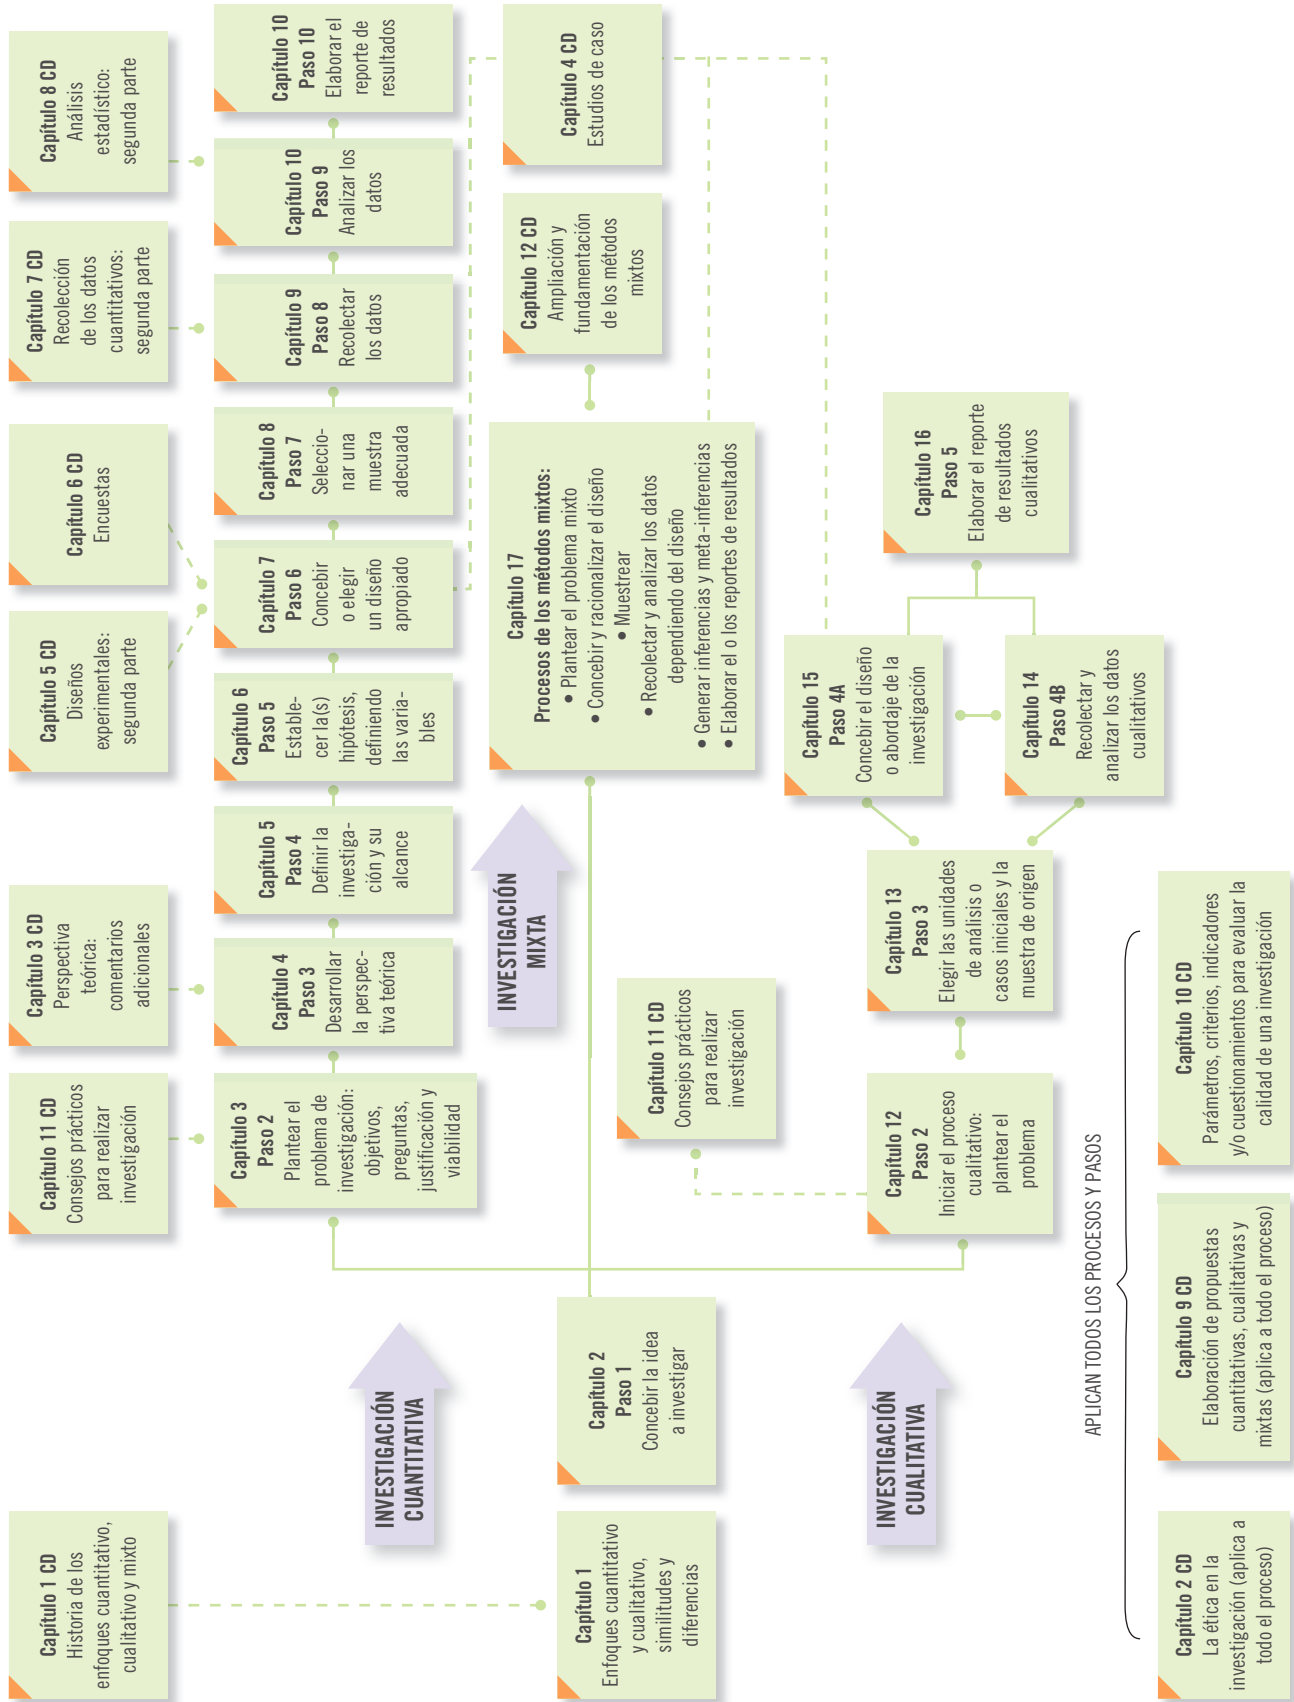 Capítulo 1 CD
Historia de los
enfoques cuantitativo,
cualitativo y mixto
Capítulo 11 CD
Consejos prácticos
para realizar
investigación
Capítulo 3 CD
Perspectiva
teórica:
comentarios
adicionales
Capítulo 5 CD
Diseños
experimentales:
segunda parte
Capítulo 6 CD
Encuestas
Capítulo 7 CD
Recolección
de los datos
cuantitativos:
segunda parte
Capítulo 8 CD
Análisis
estadístico:
segunda parte
INVESTIGACIÓN
CUANTITATIVA
Capítulo 3
Paso 2
Plantear el
problema de
investigación:
objetivos,
preguntas,
justificación y
viabilidad
Capítulo 4
Paso 3
Desarrollar
la perspec-
tiva teórica
Capítulo 5
Paso 4
Definir la
investiga-
ción y su
alcance
Capítulo 6
Paso 5
Estable-
cer la(s)
hipótesis,
definiendo
las varia-
bles
Capítulo 7
Paso 6
Concebir
o elegir
un diseño
apropiado
Capítulo 8
Paso 7
Seleccio-
nar una
muestra
adecuada
Capítulo 9
Paso 8
Recolectar
los datos
Capítulo 10
Paso 9
Analizar los
datos
Capítulo 10
Paso 10
Elaborar el
reporte de
resultados
Capítulo 1
Enfoques cuantitativo
y cualitativo,
similitudes y
diferencias
Capítulo 2
Paso 1
Concebir la idea
a investigar
INVESTIGACIÓN
MIXTA
Capítulo 17
Procesos de los métodos mixtos:
• Plantear el problema mixto
• Concebir y racionalizar el diseño
• Muestrear
• Recolectar y analizar los datos
dependiendo del diseño
• Generar inferencias y meta-inferencias
• Elaborar el o los reportes de resultados
Capítulo 12 CD
Ampliación y
fundamentación
de los métodos
mixtos
Capítulo 4 CD
Estudios de caso
Capítulo 11 CD
Consejos prácticos
para realizar
investigación
INVESTIGACIÓN
CUALITATIVA
Capítulo 12
Paso 2
Iniciar el proceso
cualitativo:
plantear el
problema
Capítulo 13
Paso 3
Elegir las unidades
de análisis o
casos iniciales y la
muestra de origen
Capítulo 15
Paso 4A
Concebir el diseño
o abordaje de la
investigación
Capítulo 14
Paso 4B
Recolectar y
analizar los datos
cualitativos
Capítulo 16
Paso 5
Elaborar el reporte
de resultados
cualitativos
APLICAN TODOS LOS PROCESOS Y PASOS
Capítulo 2 CD
La ética en la
investigación (aplica a
todo el proceso)
Capítulo 9 CD
Elaboración de propuestas
cuantitativas, cualitativas y
mixtas (aplica a todo el proceso)
Capítulo 10 CD
Parámetros, criterios, indicadores
y/o cuestionamientos para evaluar la
calidad de una investigación